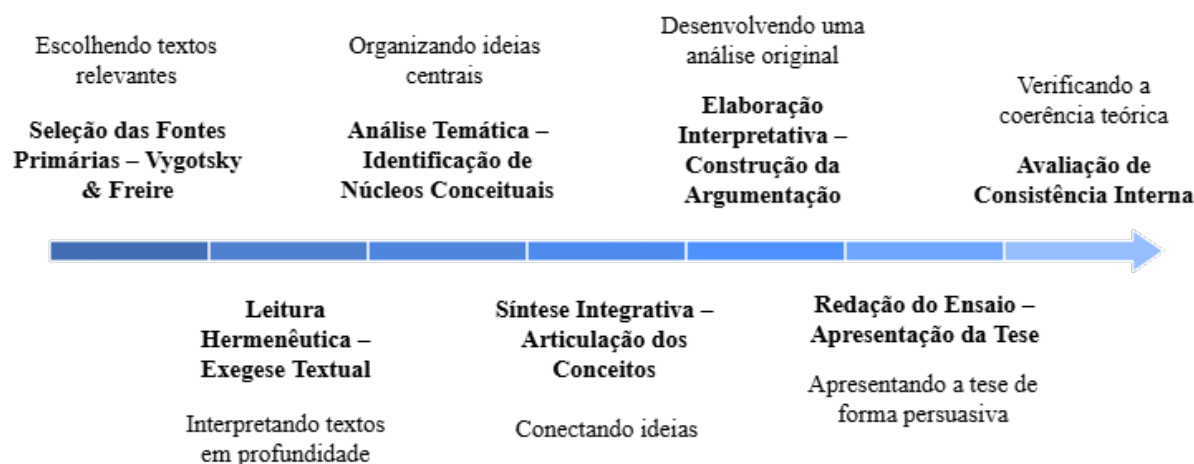 Escolhendo textos
relevantes
Seleção das Fontes
Primárias – Vygotsky
& Freire
Leitura
Hermenêutica –
Exegese Textual
Interpretando textos
em profundidade
Organizando ideias
centrais
Análise Temática –
Identificação de
Núcleos Conceituais
Síntese Integrativa –
Articulação dos
Conceitos
Conectando ideias
Desenvolvendo uma
análise original
Elaboração
Interpretativa –
Construção da
Argumentação
Redação do Ensaio –
Apresentação da Tese
Apresentando a tese de
forma persuasiva
Verificando a
coerência teórica
Avaliação de
Consistência Interna